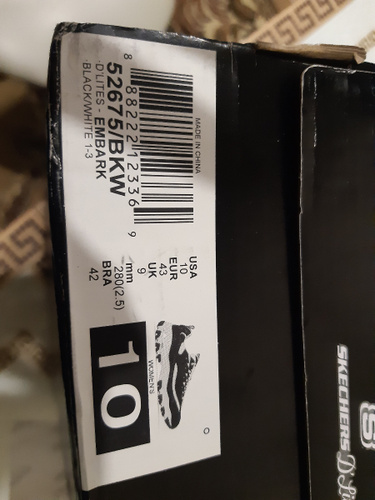 MADE IN CHINA
8 88222 12336 9
52675/BKW
D'LITES - EMBARK
BLACK/WHITE 1-3
USA
10
EUR
43
UK
9
mm
280(2.5)
BRA
42
WOMEN'S
10
O
S
SKECHERS